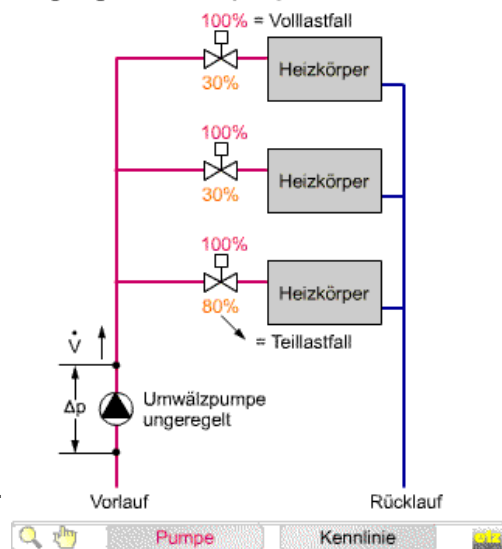 100% = Volllastfall
Heizkörper
30%
100%
Heizkörper
30%
100%
Heizkörper
80%
= Teillastfall
V̇
Δp
Umwälzpumpe
ungeregelt
Vorlauf
Rücklauf
Pumpe
Kennlinie